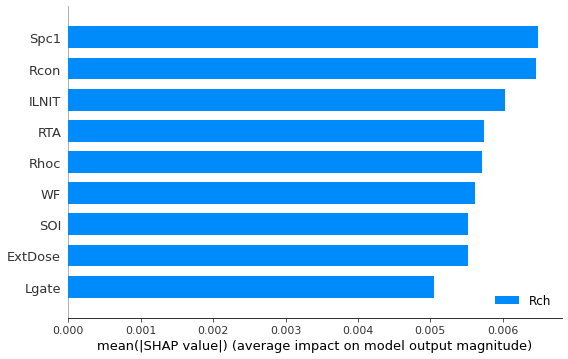 Spc1
Rcon
ILNIT
RTA
Rhoc
WF
SOI
ExtDose
Lgate
Rch
0.000 0.001 0.002 0.003 0.004 0.005 0.006
mean(|SHAP value|) (average impact on model output magnitude)